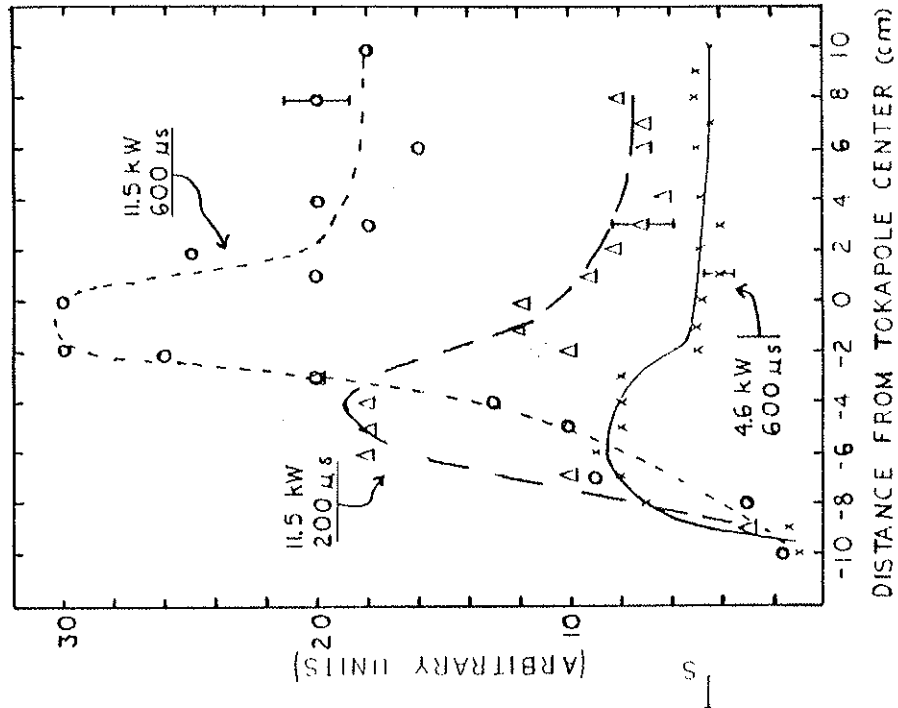 30
20
10
I_S
(ARBITRARY UNITS)
11.5 kW
600 μs
11.5 kW
200 μs
4.6 kW
600 μs
-10 -8 -6 -4 -2 0 2 4 6 8 10
DISTANCE FROM TOKAPOLE CENTER (cm)